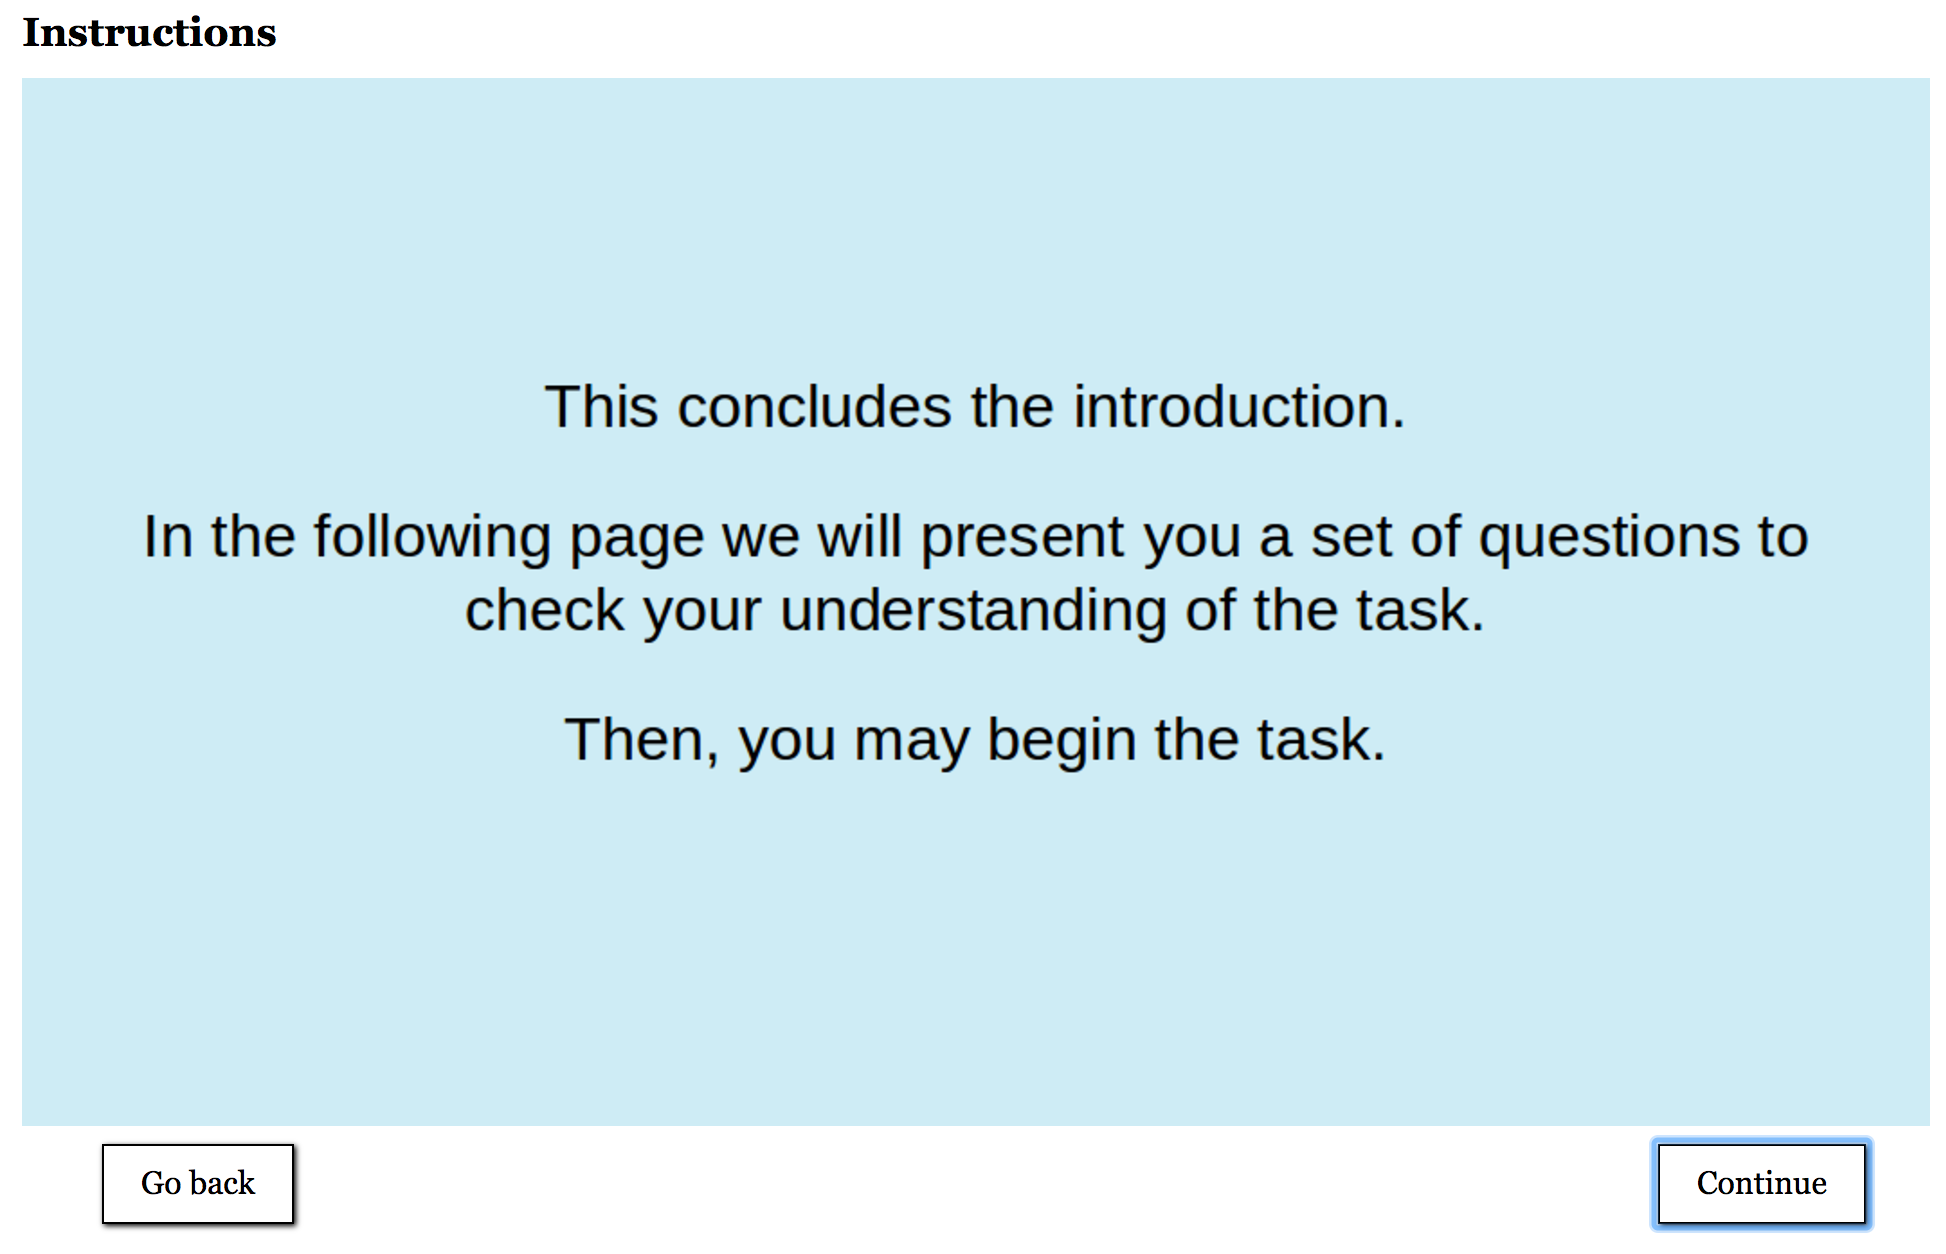 Instructions
This concludes the introduction.
In the following page we will present you a set of questions to
check your understanding of the task.
Then, you may begin the task.
Go back
Continue